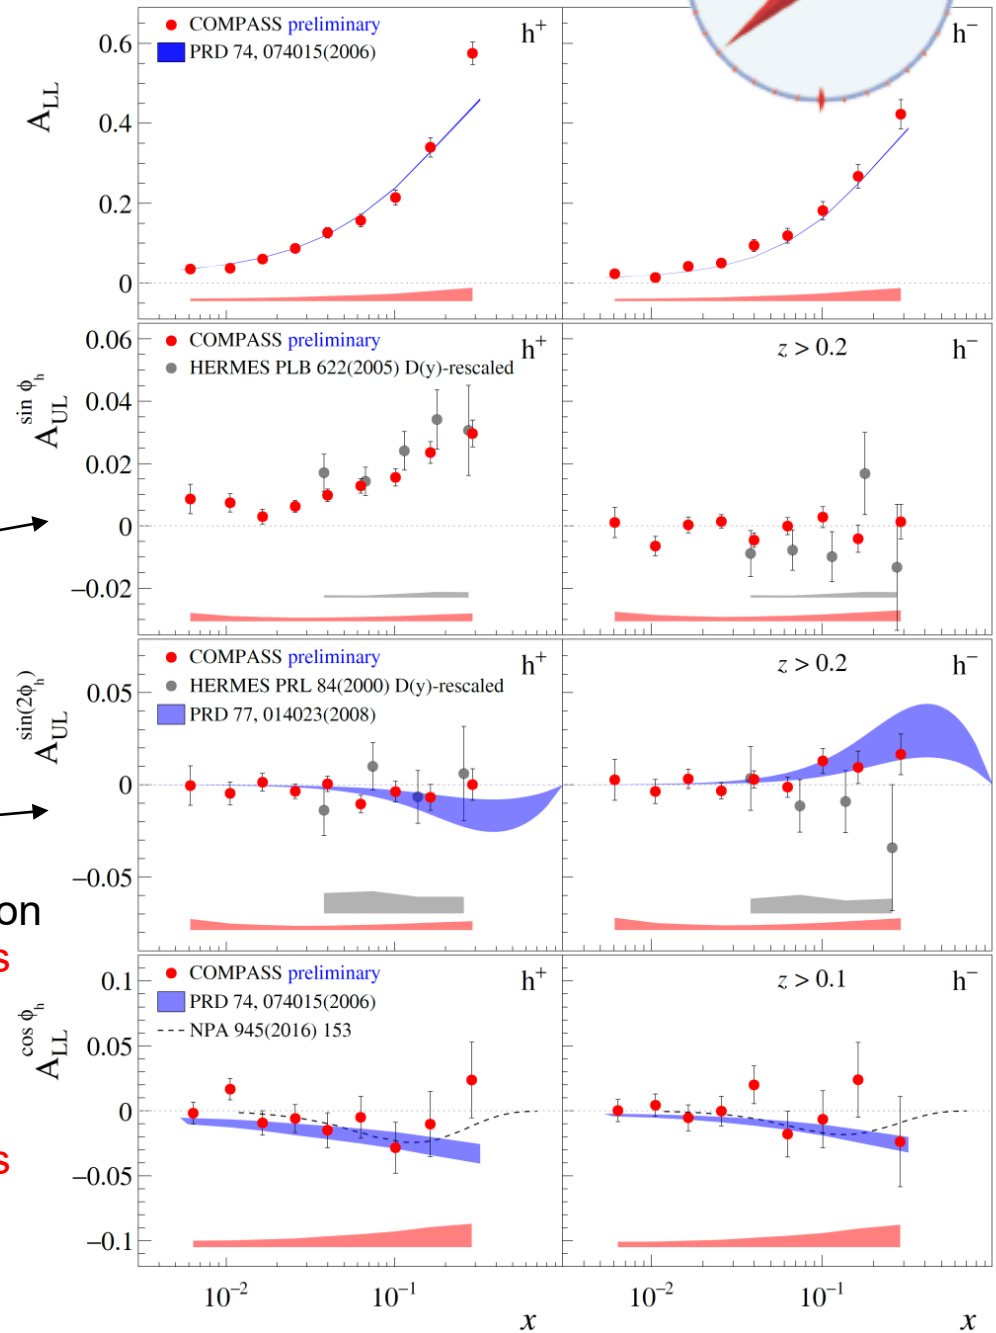 COMPASS preliminary
PRD 74, 074015(2006)
h⁺
h⁻
A_LL
0.6
0.4
0.2
0
COMPASS preliminary
HERMES PLB 622(2005) D(y)-rescaled
h⁺
z > 0.2
h⁻
A_UL^{sin ϕ_h}
0.06
0.04
0.02
0
−0.02
COMPASS preliminary
HERMES PRL 84(2000) D(y)-rescaled
PRD 77, 014023(2008)
h⁺
z > 0.2
h⁻
A_UL^{sin(2ϕ_h)}
0.05
0
−0.05
on
s
COMPASS preliminary
PRD 74, 074015(2006)
NPA 945(2016) 153
h⁺
z > 0.1
h⁻
A_LL^{cos ϕ_h}
0.1
0.05
0
−0.05
−0.1
s
10⁻²
10⁻¹
x
10⁻²
10⁻¹
x